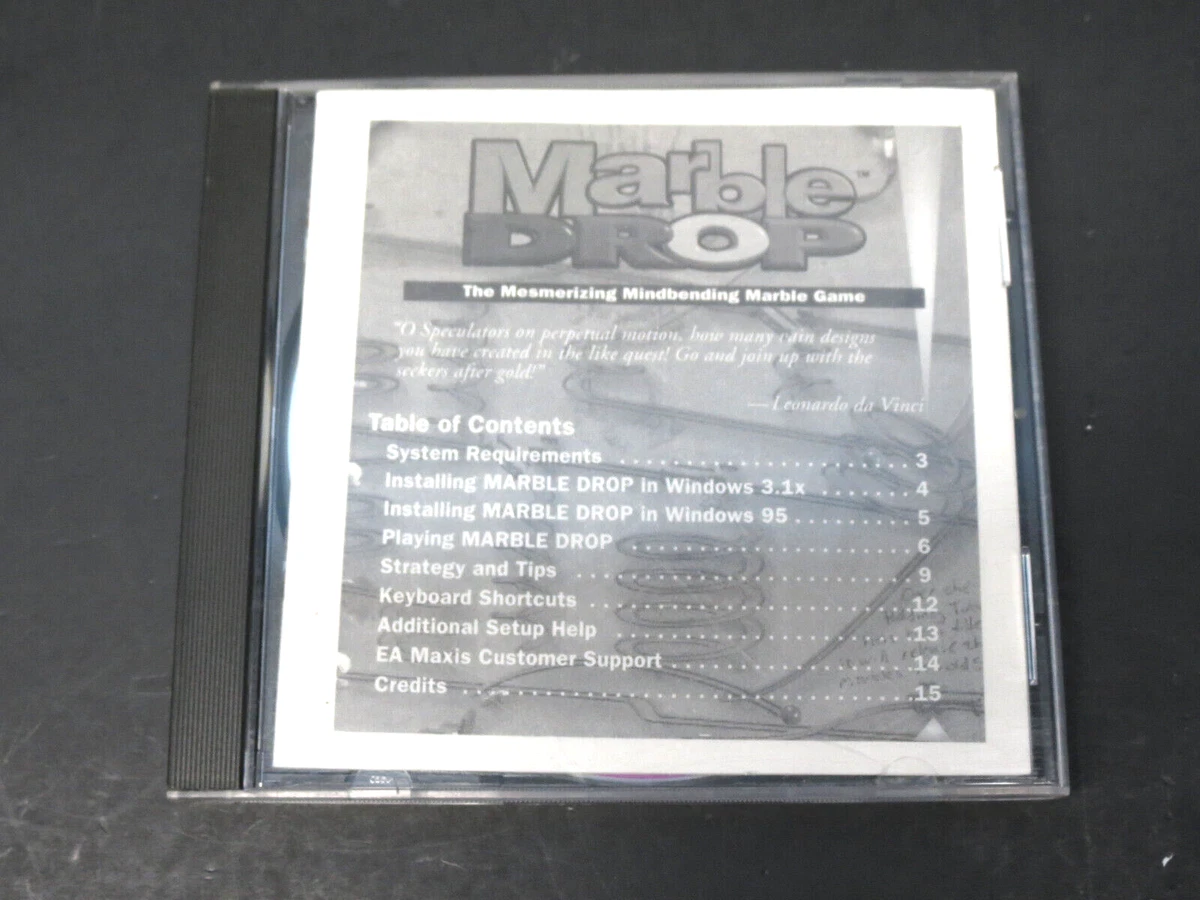 Marble™
DROP
The Mesmerizing Mindbending Marble Game
"O Speculators on perpetual motion, how many vain designs
you have created in the like quest! Go and join up with the
seekers after gold!"
—Leonardo da Vinci
Table of Contents
System Requirements . . . . . . . . . . . . . . . . . . . . . . . 3
Installing MARBLE DROP in Windows 3.1x . . . . . . . 4
Installing MARBLE DROP in Windows 95 . . . . . . . . . 5
Playing MARBLE DROP . . . . . . . . . . . . . . . . . . . . . 6
Strategy and Tips . . . . . . . . . . . . . . . . . . . . . . . . . 9
Keyboard Shortcuts . . . . . . . . . . . . . . . . . . . . . . . .12
Additional Setup Help . . . . . . . . . . . . . . . . . . . . . .13
EA Maxis Customer Support . . . . . . . . . . . . . . . . . .14
Credits . . . . . . . . . . . . . . . . . . . . . . . . . . . . . . . .15